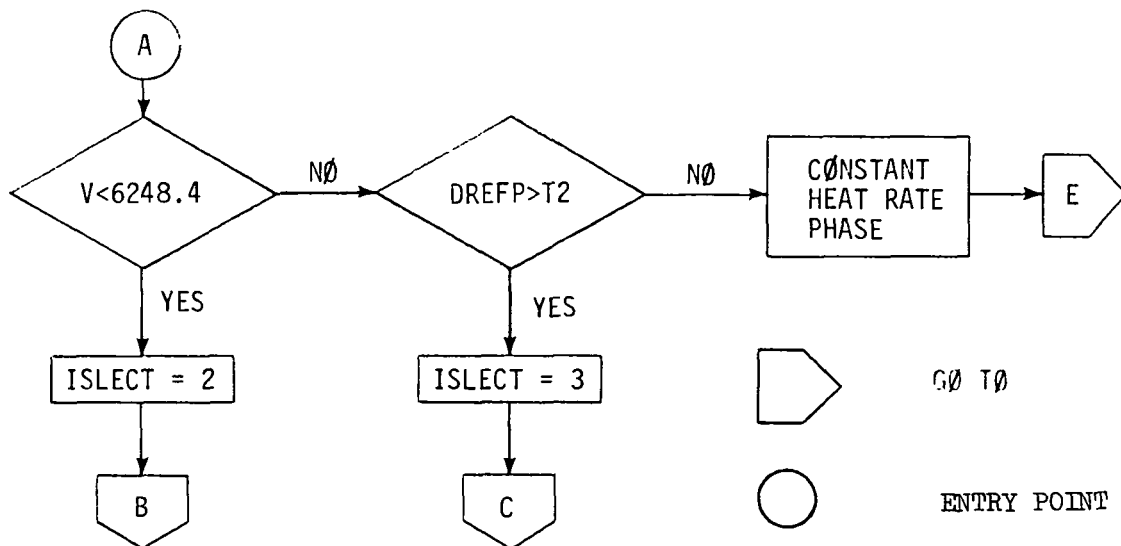 A
V<6248.4
NØ
DREFP>T2
NØ
CØNSTANT
HEAT RATE
PHASE
E
YES
YES
ISLECT = 2
ISLECT = 3
GØ TØ
B
C
ENTRY POINT